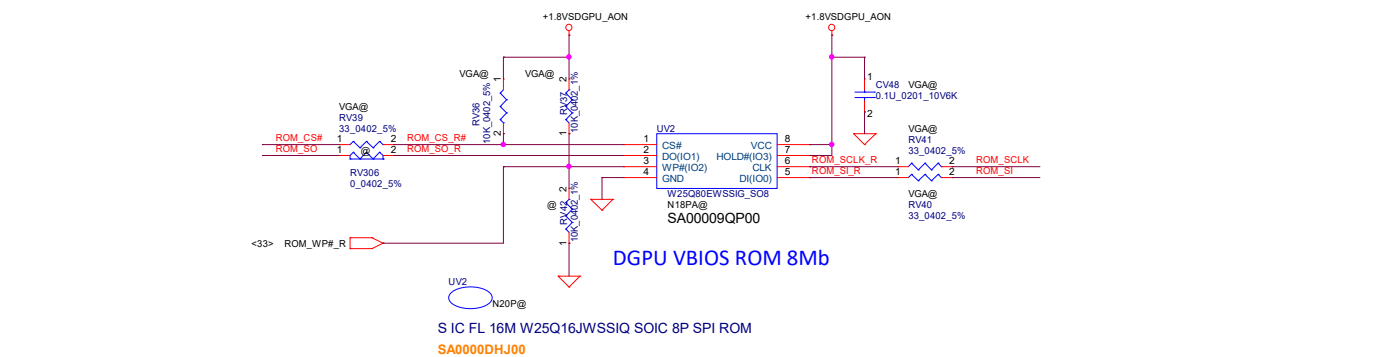 +1.8VSDGPU_AON
+1.8VSDGPU_AON
VGA@
1
RV36
10K_0402_5%
2
VGA@
2
RV37
10K_0402_1%
1
1
CV48
VGA@
0.1U_0201_10V6K
2
VGA@
RV39
33_0402_5%
ROM_CS#
1
2
ROM_CS_R#
ROM_SO
1
@
2
ROM_SO_R
RV306
0_0402_5%
UV2
1
CS#
VCC
8
2
DO(IO1)
HOLD#(IO3)
7
3
WP#(IO2)
CLK
6
4
GND
DI(IO0)
5
W25Q80EWSSIG_SO8
N18PA@
SA00009QP00
VGA@
RV41
33_0402_5%
ROM_SCLK_R
1
2
ROM_SCLK
ROM_SI_R
1
2
ROM_SI
VGA@
RV40
33_0402_5%
2
@
RV42
10K_0402_1%
1
<33>
ROM_WP#_R
DGPU VBIOS ROM 8Mb
UV2
N20P@
S IC FL 16M W25Q16JWSSIQ SOIC 8P SPI ROM
SA0000DHJ00